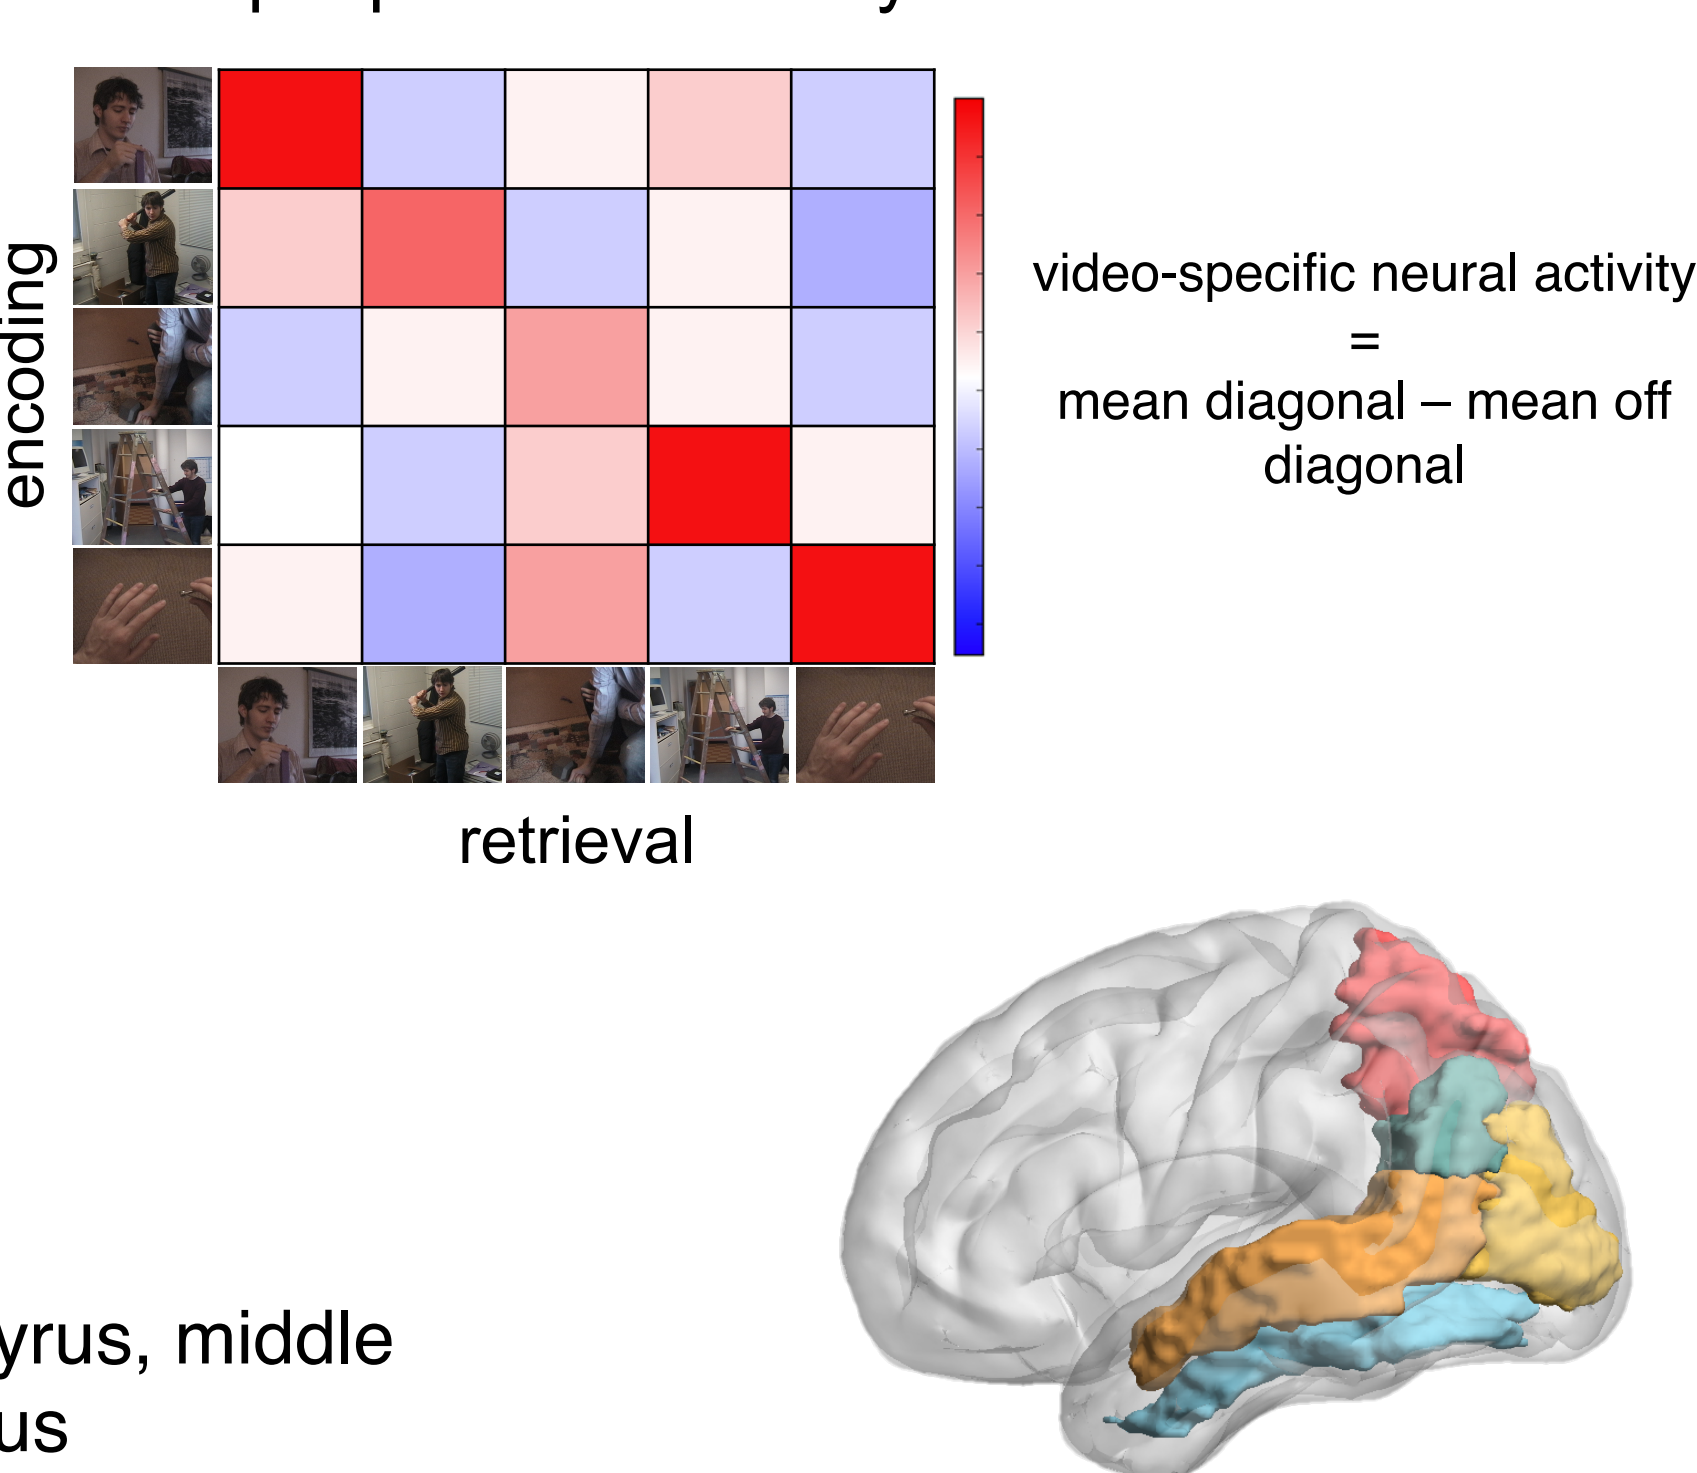 encoding
video-specific neural activity
=
mean diagonal – mean off
diagonal
retrieval
yrus, middle
us